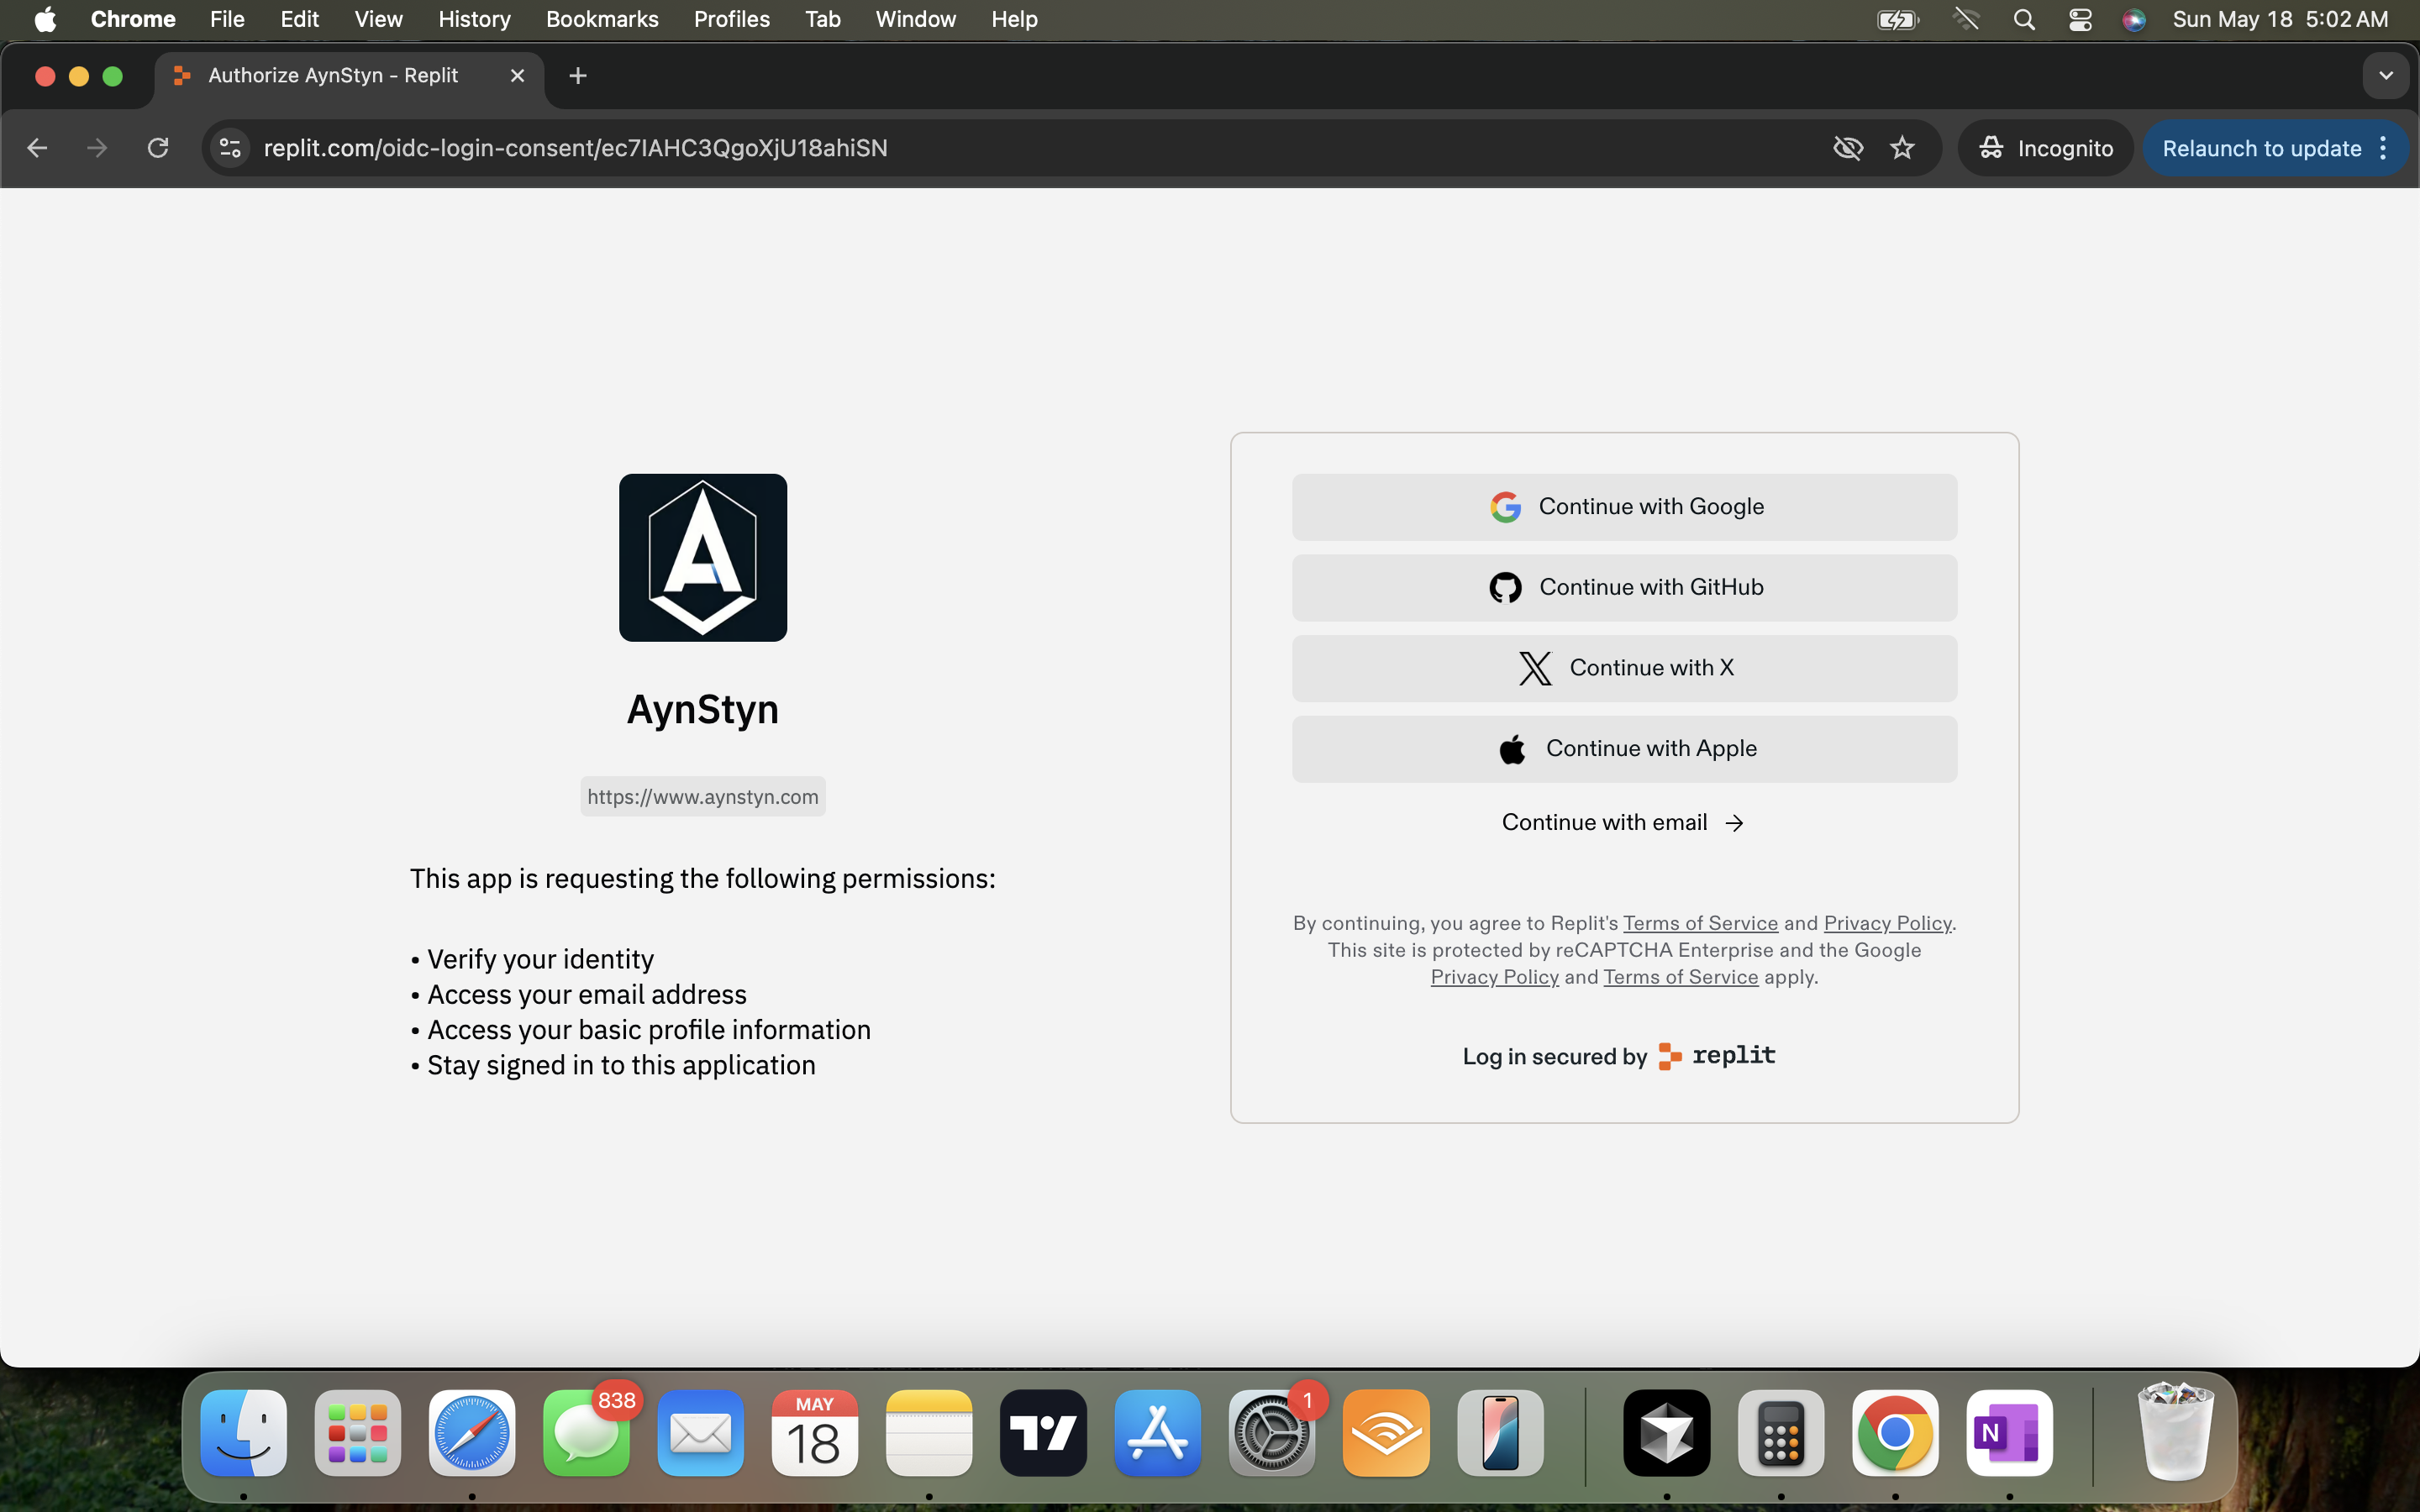 Chrome File Edit View History Bookmarks Profiles Tab Window Help Sun May 18 5:02 AM
Authorize AynStyn - Replit
replit.com/oidc-login-consent/ec7IAHC3QgoXjU18ahiSN Incognito Relaunch to update
A
AynStyn
https://www.aynstyn.com
This app is requesting the following permissions:
• Verify your identity
• Access your email address
• Access your basic profile information
• Stay signed in to this application
Continue with Google
Continue with GitHub
Continue with X
Continue with Apple
Continue with email →
By continuing, you agree to Replit's Terms of Service and Privacy Policy.
This site is protected by reCAPTCHA Enterprise and the Google
Privacy Policy and Terms of Service apply.
Log in secured by replit
838
MAY
18
1
N